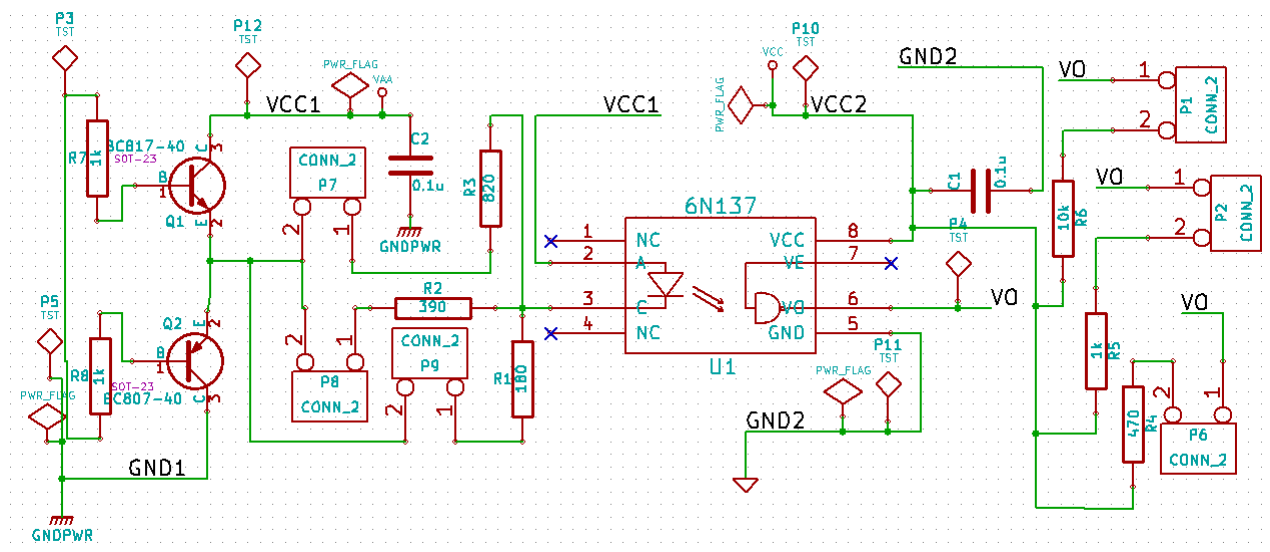 P3
TST
P12
TST
PWR_FLAG
VAA
VCC1
R7
1k
BC817-40
SOT-23
C
3
B
1
Q1
E
2
CONN_2
P7
2
1
C2
0.1u
GNDPWR
R3
820
VCC1
P10
TST
VCC
PWR_FLAG
VCC2
GND2
C1
0.1u
VO
1
2
P1
CONN_2
VO
1
2
P2
CONN_2
R6
10k
6N137
1
NC
2
A
3
C
4
NC
VCC
8
VE
7
VO
6
GND
5
U1
P4
TST
VO
P5
TST
PWR_FLAG
R8
1k
SOT-23
BC807-40
Q2
E
2
B
1
C
3
GND1
GNDPWR
R2
390
2
1
P8
CONN_2
CONN_2
P9
2
1
R1
180
P11
TST
PWR_FLAG
GND2
R5
1k
R4
470
VO
2
1
P6
CONN_2